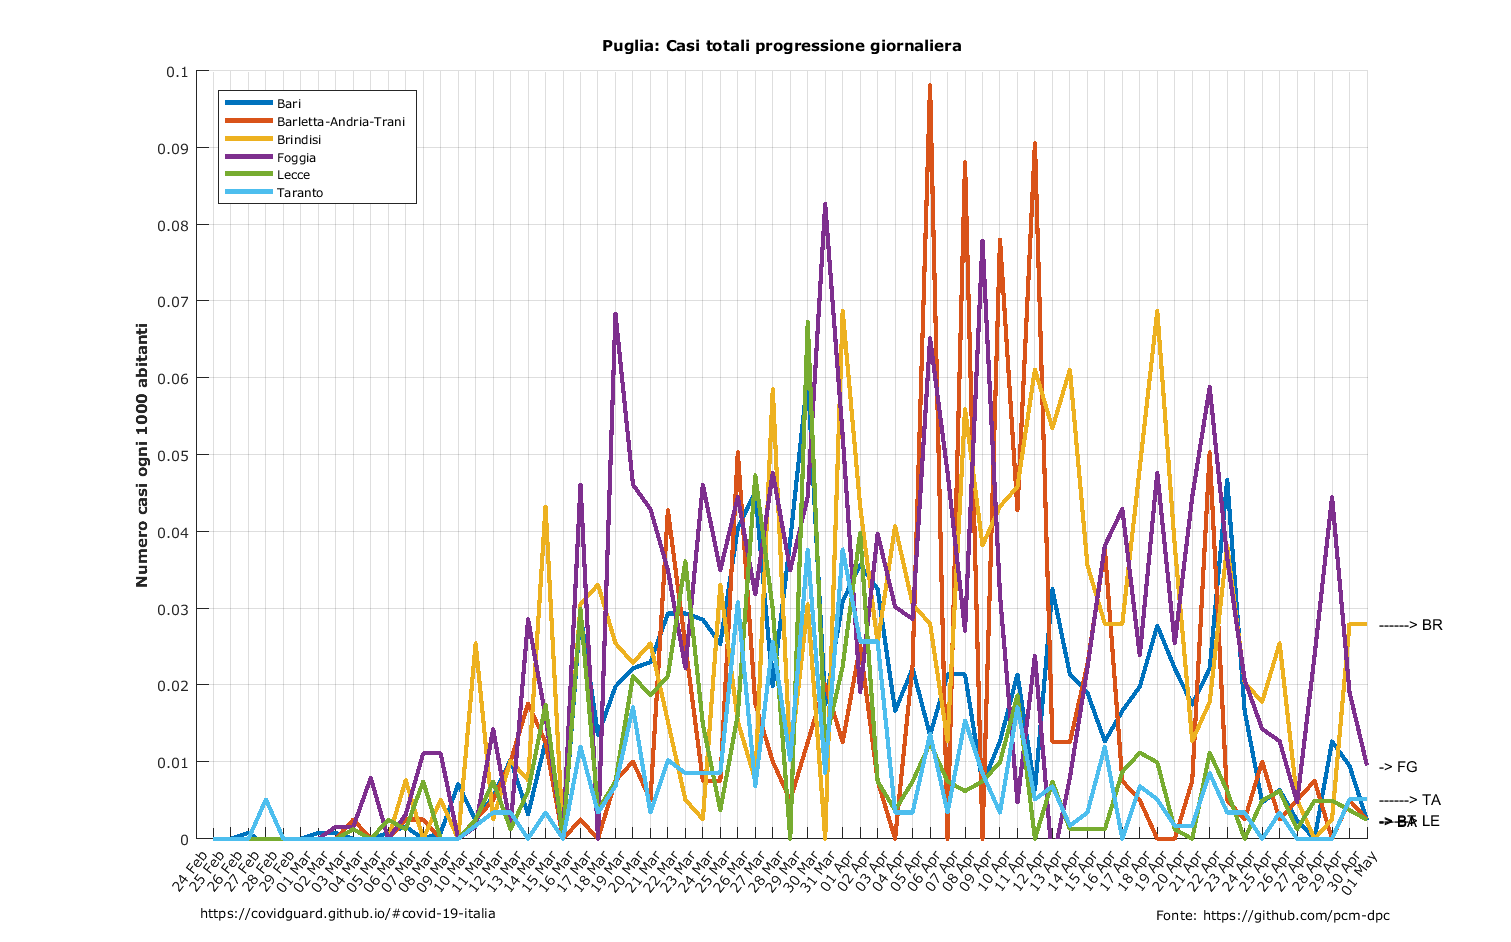 Puglia: Casi totali progressione giornaliera
Numero casi ogni 1000 abitanti
0.1
0.09
0.08
0.07
0.06
0.05
0.04
0.03
0.02
0.01
0
Bari
Barletta-Andria-Trani
Brindisi
Foggia
Lecce
Taranto
------> BR
-> FG
------> TA
-> BA
LE
24 Feb
25 Feb
26 Feb
27 Feb
28 Feb
29 Feb
01 Mar
02 Mar
03 Mar
04 Mar
05 Mar
06 Mar
07 Mar
08 Mar
09 Mar
10 Mar
11 Mar
12 Mar
13 Mar
14 Mar
15 Mar
16 Mar
17 Mar
18 Mar
19 Mar
20 Mar
21 Mar
22 Mar
23 Mar
24 Mar
25 Mar
26 Mar
27 Mar
28 Mar
29 Mar
30 Mar
31 Mar
01 Apr
02 Apr
03 Apr
04 Apr
05 Apr
06 Apr
07 Apr
08 Apr
09 Apr
10 Apr
11 Apr
12 Apr
13 Apr
14 Apr
15 Apr
16 Apr
17 Apr
18 Apr
19 Apr
20 Apr
21 Apr
22 Apr
23 Apr
24 Apr
25 Apr
26 Apr
27 Apr
28 Apr
29 Apr
30 Apr
01 May
https://covidguard.github.io/#covid-19-italia
Fonte: https://github.com/pcm-dpc